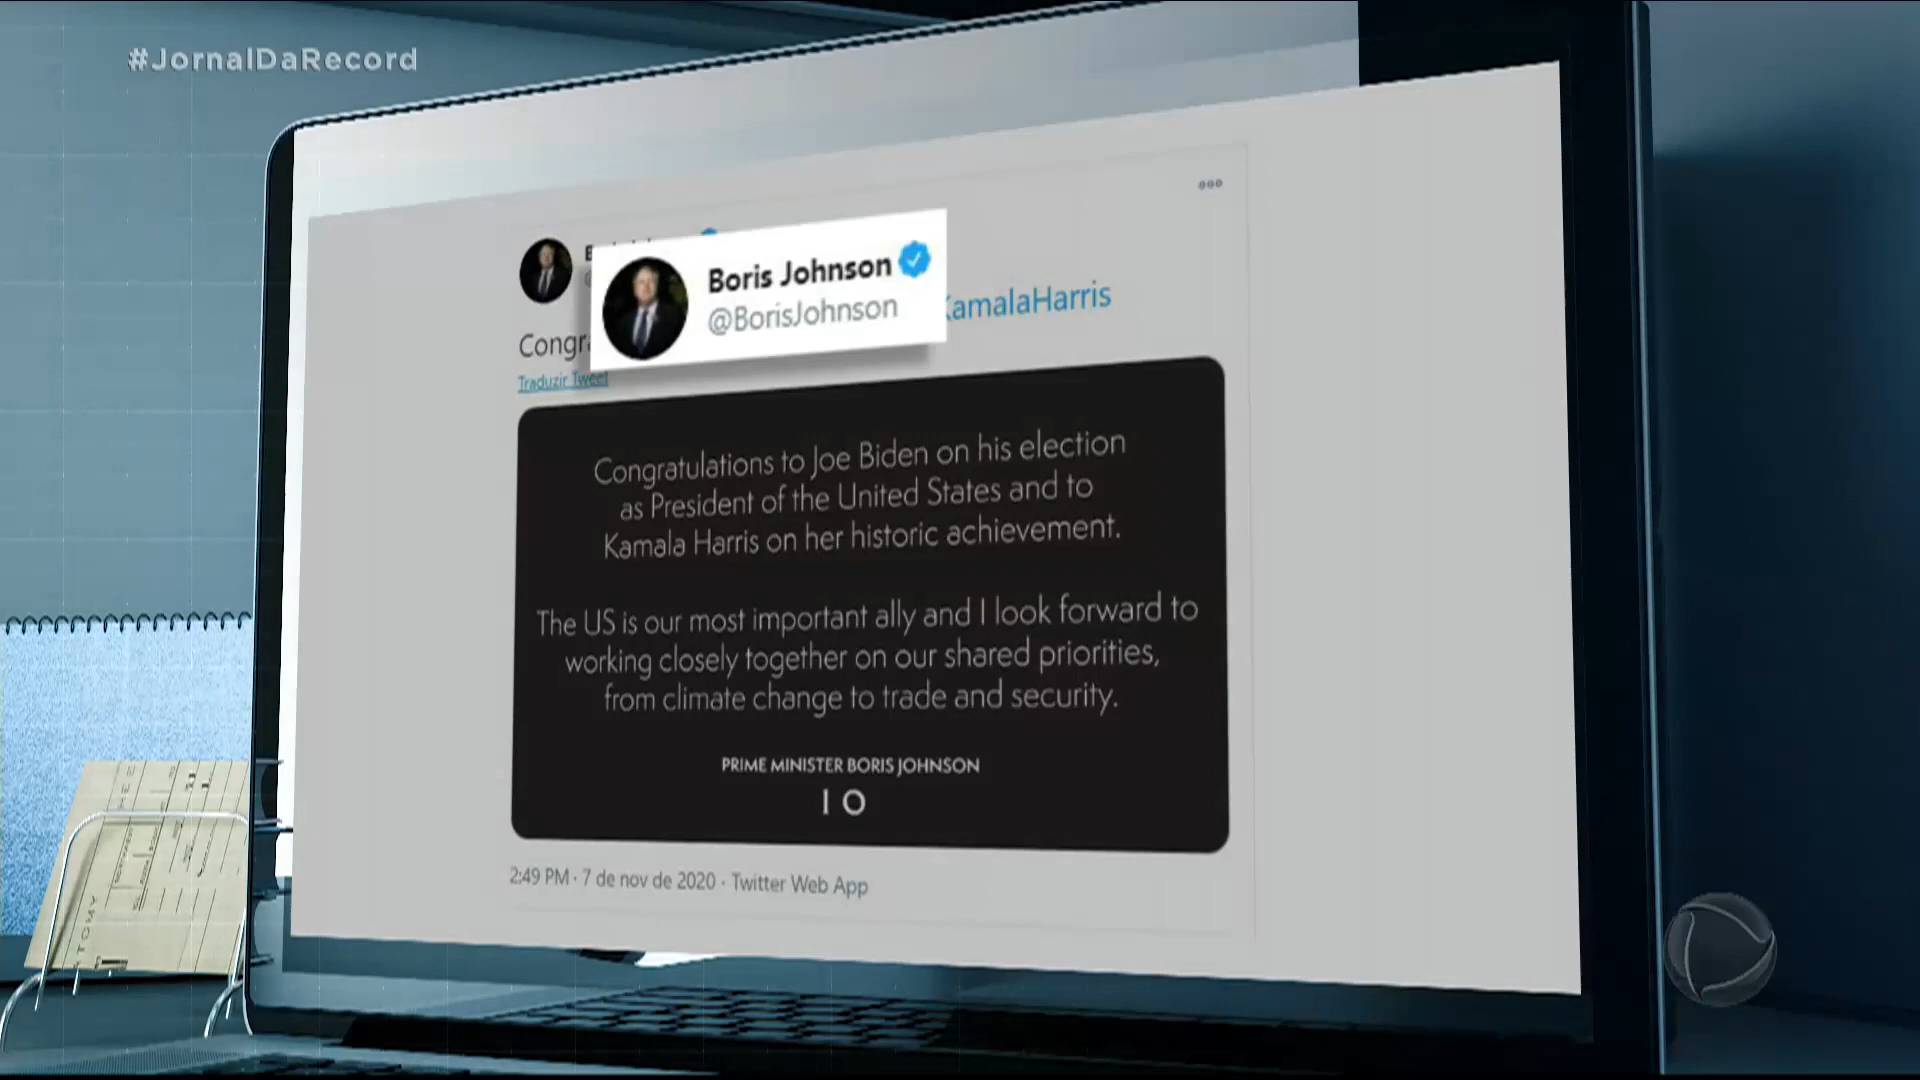 #JornalDaRecord
Boris Johnson
@BorisJohnson
KamalaHarris
Congra
Traduzir Tweet
Congratulations to Joe Biden on his election
as President of the United States and to
Kamala Harris on her historic achievement.
The US is our most important ally and I look forward to
working closely together on our shared priorities,
from climate change to trade and security.
PRIME MINISTER BORIS JOHNSON
10
2:49 PM · 7 de nov de 2020 · Twitter Web App